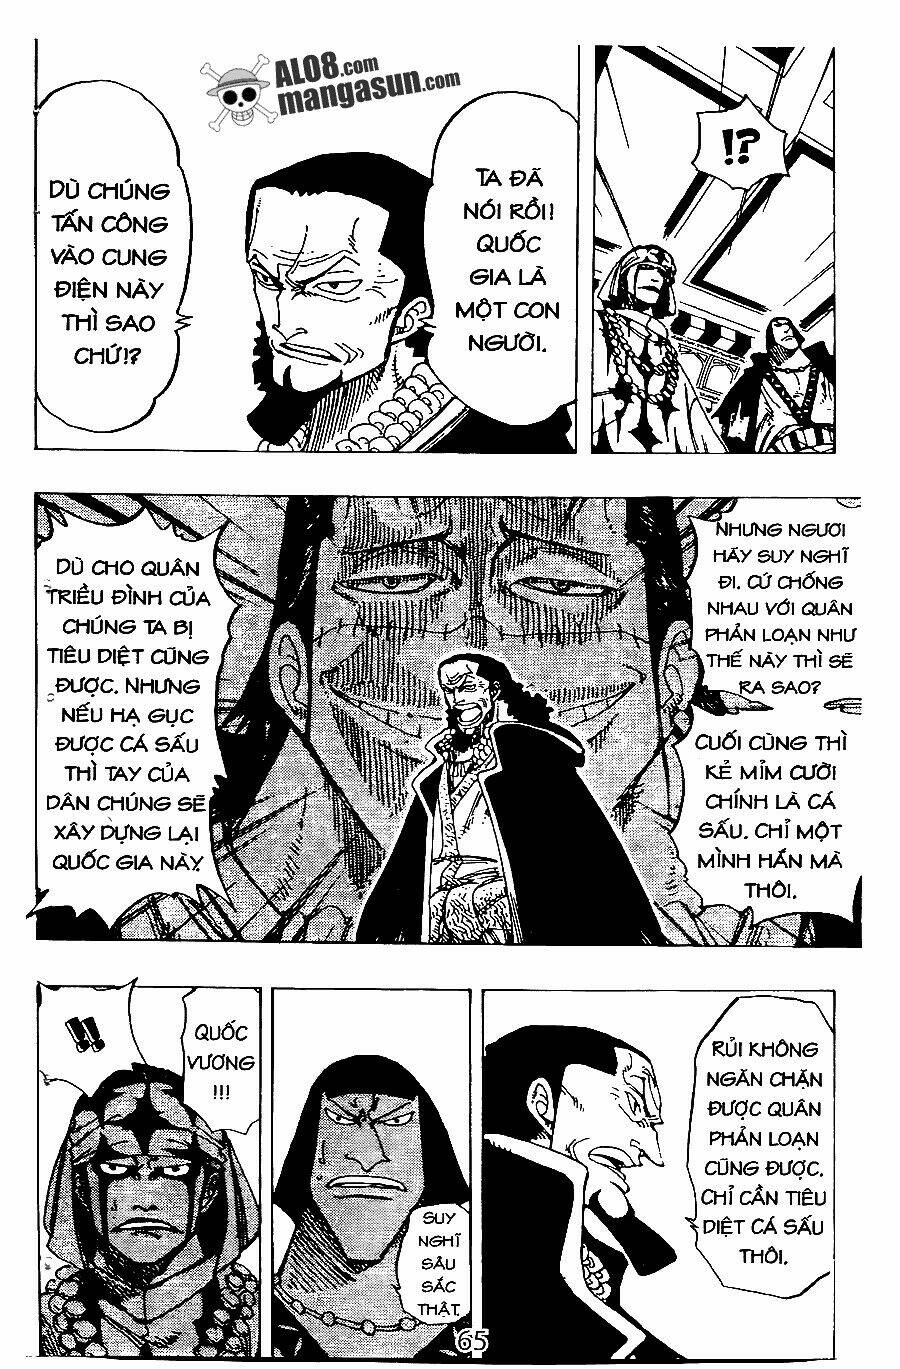 AL08.com
mangasun.com
!?
TA ĐÃ
NÓI RỒI!
QUỐC
GIA LÀ
MỘT CON
NGƯỜI.
DÙ CHÚNG
TẤN CÔNG
VÀO CUNG
ĐIỆN NÀY
THÌ SAO
CHỨ!?
NHƯNG NGƯƠI
HÃY SUY NGHĨ
ĐI. CỨ CHỐNG
NHAU VỚI QUÂN
PHẢN LOẠN NHƯ
THẾ NÀY THÌ SẼ
RA SAO?
CUỐI CÙNG THÌ
KẺ MỈM CƯỜI
CHÍNH LÀ CÁ
SẤU. CHỈ MỘT
MÌNH HẮN MÀ
THÔI.
DÙ CHO QUÂN
TRIỀU ĐÌNH CỦA
CHÚNG TA BỊ
TIÊU DIỆT CŨNG
ĐƯỢC. NHƯNG
NẾU HẠ GỤC
ĐƯỢC CÁ SẤU
THÌ TAY CỦA
DÂN CHÚNG SẼ
XÂY DỰNG LẠI
QUỐC GIA NÀY.
RỦI KHÔNG
NGĂN CHẶN
ĐƯỢC QUÂN
PHẢN LOẠN
CŨNG ĐƯỢC.
CHỈ CẦN TIÊU
DIỆT CÁ SẤU
THÔI.
SUY
NGHĨ
SÂU
SẮC
THẬT.
QUỐC
VƯƠNG
!!!
!!
65